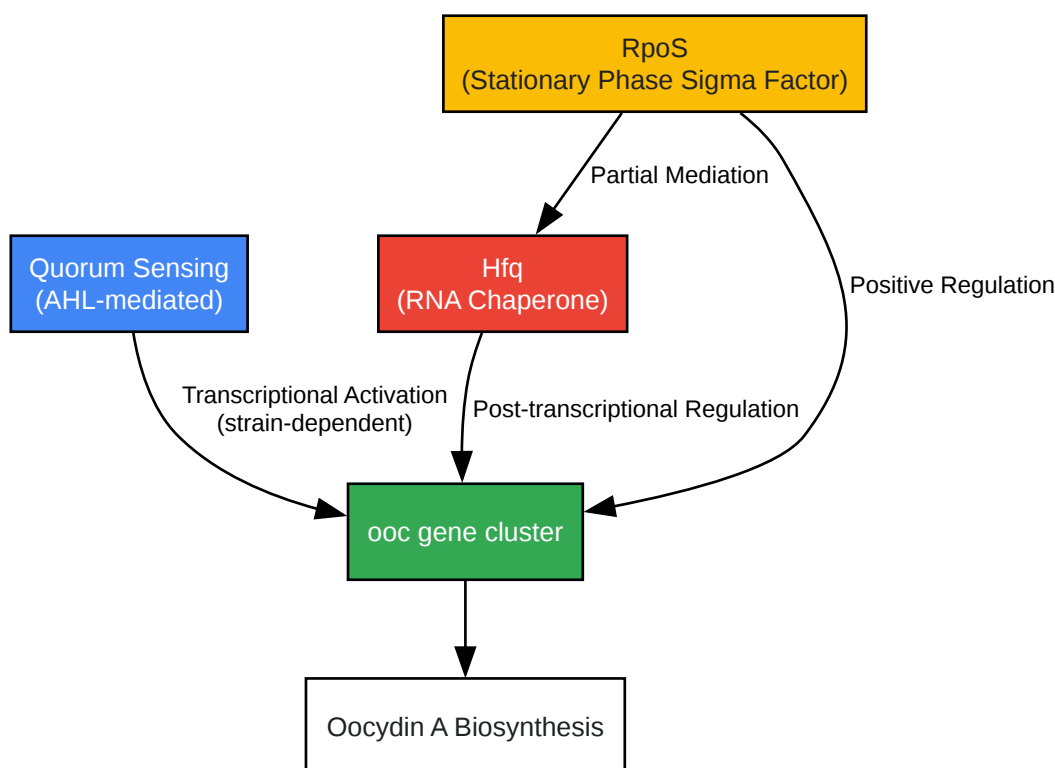 RpoS
(Stationary Phase Sigma Factor)
Partial Mediation
Quorum Sensing
(AHL-mediated)
Hfq
(RNA Chaperone)
Positive Regulation
Transcriptional Activation
(strain-dependent)
Post-transcriptional Regulation
ooc gene cluster
Oocydin A Biosynthesis